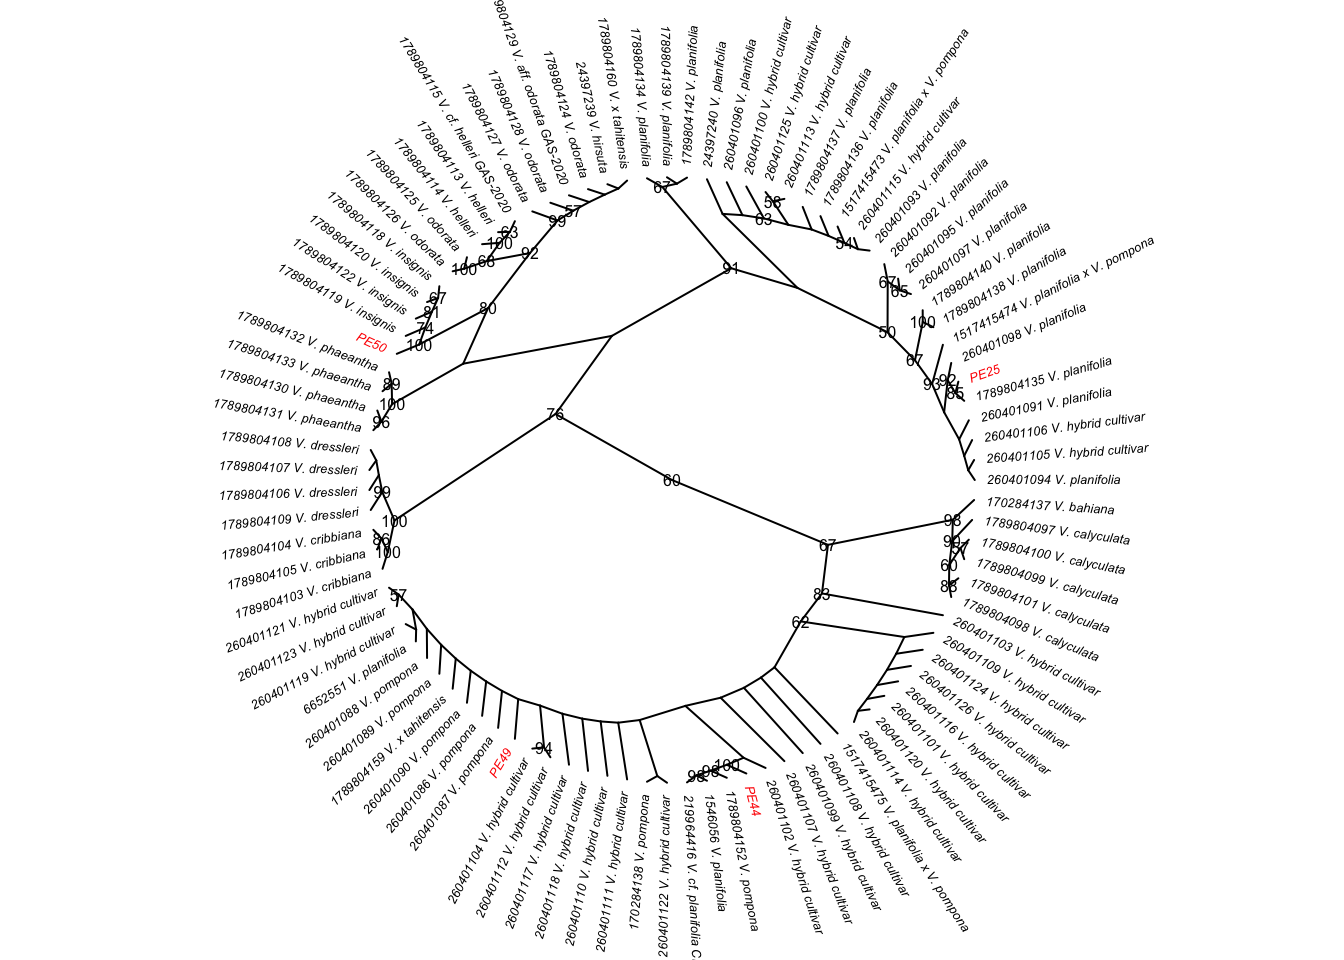 9804129 V. aff. odorata GAS-2020
1789804124 V. odorata
24397239 V. hirsuta
1789804160 V. x tahitensis
1789804134 V. planifolia
1789804139 V. planifolia
1789804142 V. planifolia
24397240 V. planifolia
260401096 V. planifolia
260401100 V. hybrid cultivar
260401125 V. hybrid cultivar
260401113 V. hybrid cultivar
1789804137 V. planifolia
1789804136 V. planifolia
1517415473 V. planifolia x V. pompona
260401115 V. hybrid cultivar
260401093 V. planifolia
260401092 V. planifolia
260401095 V. planifolia
260401097 V. planifolia
1789804140 V. planifolia
1789804138 V. planifolia
1517415474 V. planifolia x V. pompona
260401098 V. planifolia
PE25
1789804135 V. planifolia
260401091 V. planifolia
260401106 V. hybrid cultivar
260401105 V. hybrid cultivar
260401094 V. planifolia
170284137 V. bahiana
1789804097 V. calyculata
1789804100 V. calyculata
1789804099 V. calyculata
1789804101 V. calyculata
1789804098 V. calyculata
260401103 V. hybrid cultivar
260401109 V. hybrid cultivar
260401124 V. hybrid cultivar
260401126 V. hybrid cultivar
260401116 V. hybrid cultivar
260401101 V. hybrid cultivar
260401120 V. hybrid cultivar
260401114 V. hybrid cultivar
1517415475 V. planifolia x V. pompona
260401108 V. hybrid cultivar
260401099 V. hybrid cultivar
260401107 V. hybrid cultivar
260401102 V. hybrid cultivar
PE44
1789804152 V. pompona
1546056 V. planifolia
219964416 V. cf. planifolia C.
260401122 V. hybrid cultivar
170284138 V. pompona
260401111 V. hybrid cultivar
260401110 V. hybrid cultivar
260401118 V. hybrid cultivar
260401117 V. hybrid cultivar
260401112 V. hybrid cultivar
260401104 V. hybrid cultivar
PE49
260401087 V. pompona
260401086 V. pompona
260401090 V. pompona
1789804159 V. x tahitensis
260401089 V. pompona
260401088 V. pompona
6652551 V. planifolia
260401119 V. hybrid cultivar
260401123 V. hybrid cultivar
260401121 V. hybrid cultivar
1789804103 V. cribbiana
1789804105 V. cribbiana
1789804104 V. cribbiana
1789804109 V. dressleri
1789804106 V. dressleri
1789804107 V. dressleri
1789804108 V. dressleri
1789804131 V. phaeantha
1789804130 V. phaeantha
1789804133 V. phaeantha
1789804132 V. phaeantha
PE50
1789804119 V. insignis
1789804122 V. insignis
1789804120 V. insignis
1789804118 V. insignis
1789804126 V. odorata
1789804125 V. odorata
1789804114 V. helleri
1789804113 V. helleri
1789804115 V. cf. helleri GAS-2020
1789804127 V. odorata
1789804128 V. odorata
67
58
63
54
91
67
65
50
100
67
93
92
85
57
99
92
63
100
68
100
80
67
81
74
100
89
100
96
76
60
99
100
86
100
57
67
98
60
88
83
62
94
100